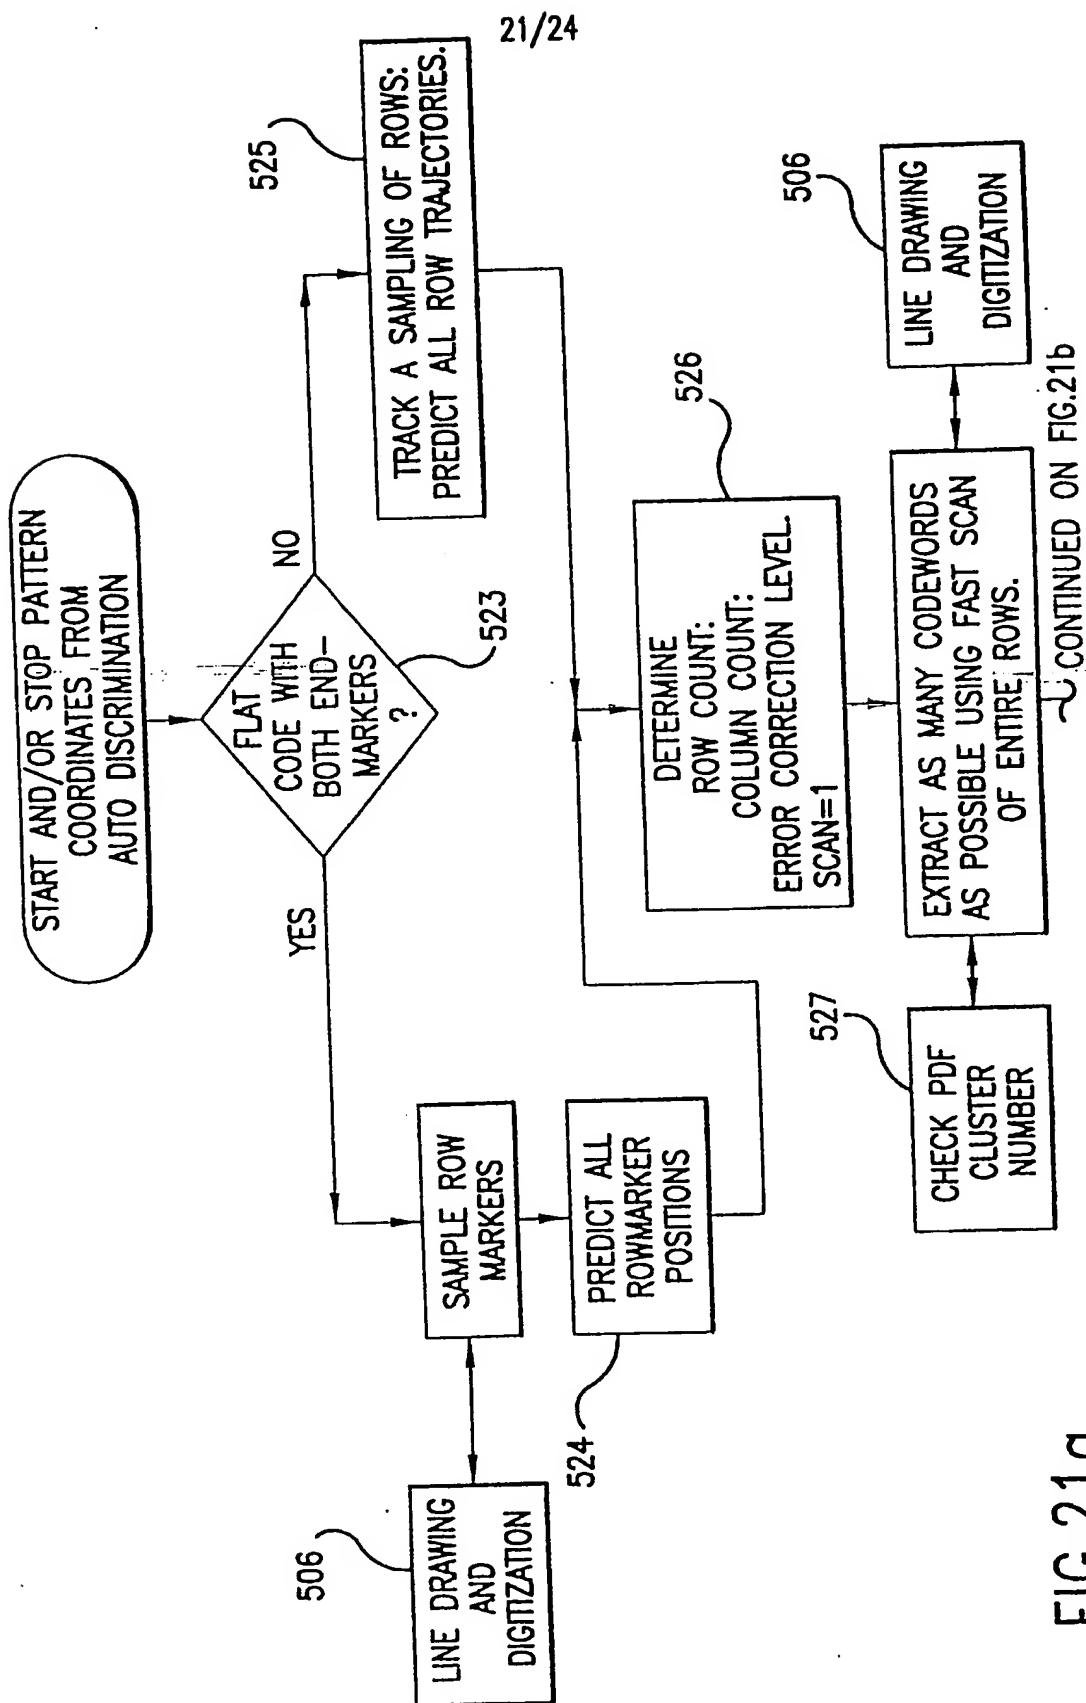 21/24
START AND/OR STOP PATTERN
COORDINATES FROM
AUTO DISCRIMINATION
FLAT
CODE WITH
BOTH END-
MARKERS
?
523
YES
NO
525
TRACK A SAMPLING OF ROWS:
PREDICT ALL ROW TRAJECTORIES.
506
LINE DRAWING
AND
DIGITIZATION
SAMPLE ROW
MARKERS
524
PREDICT ALL
ROWMARKER
POSITIONS
526
DETERMINE
ROW COUNT:
COLUMN COUNT:
ERROR CORRECTION LEVEL.
SCAN=1
527
CHECK PDF
CLUSTER
NUMBER
EXTRACT AS MANY CODEWORDS
AS POSSIBLE USING FAST SCAN
OF ENTIRE ROWS.
506
LINE DRAWING
AND
DIGITIZATION
CONTINUED ON FIG.21b
FIG.21a